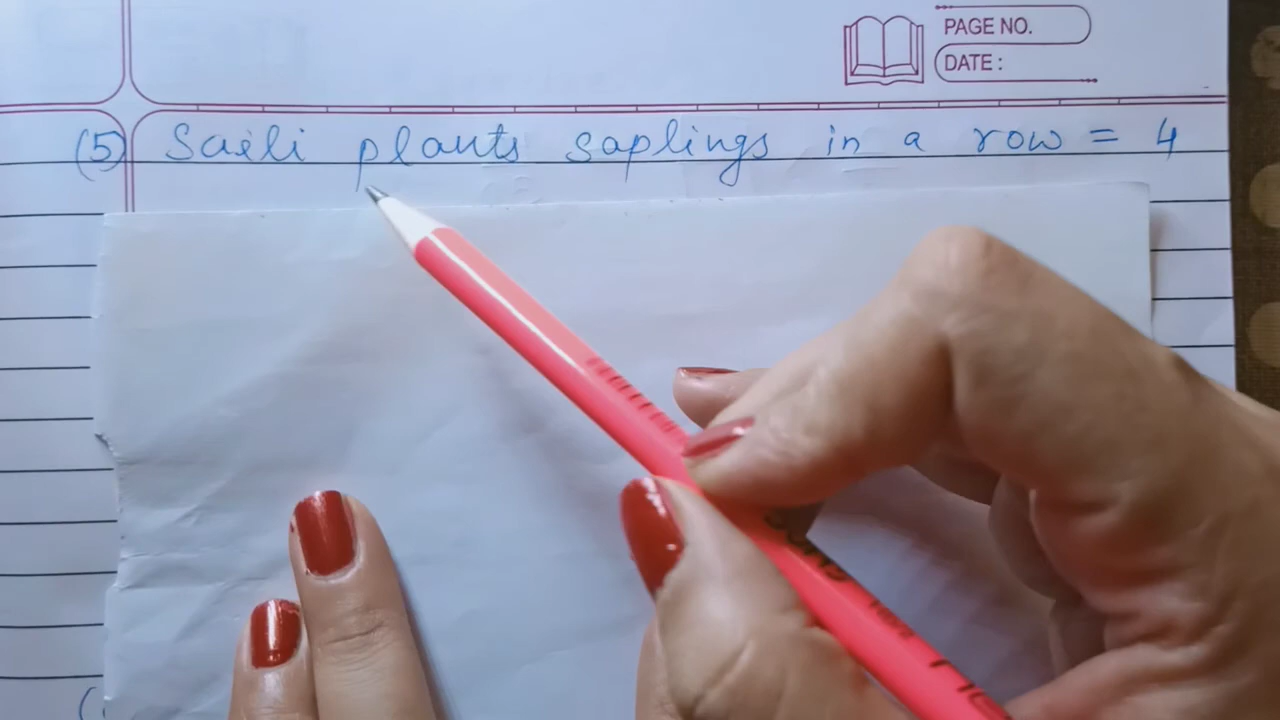 PAGE NO.
DATE :
(5) Saili plants saplings in a row = 4